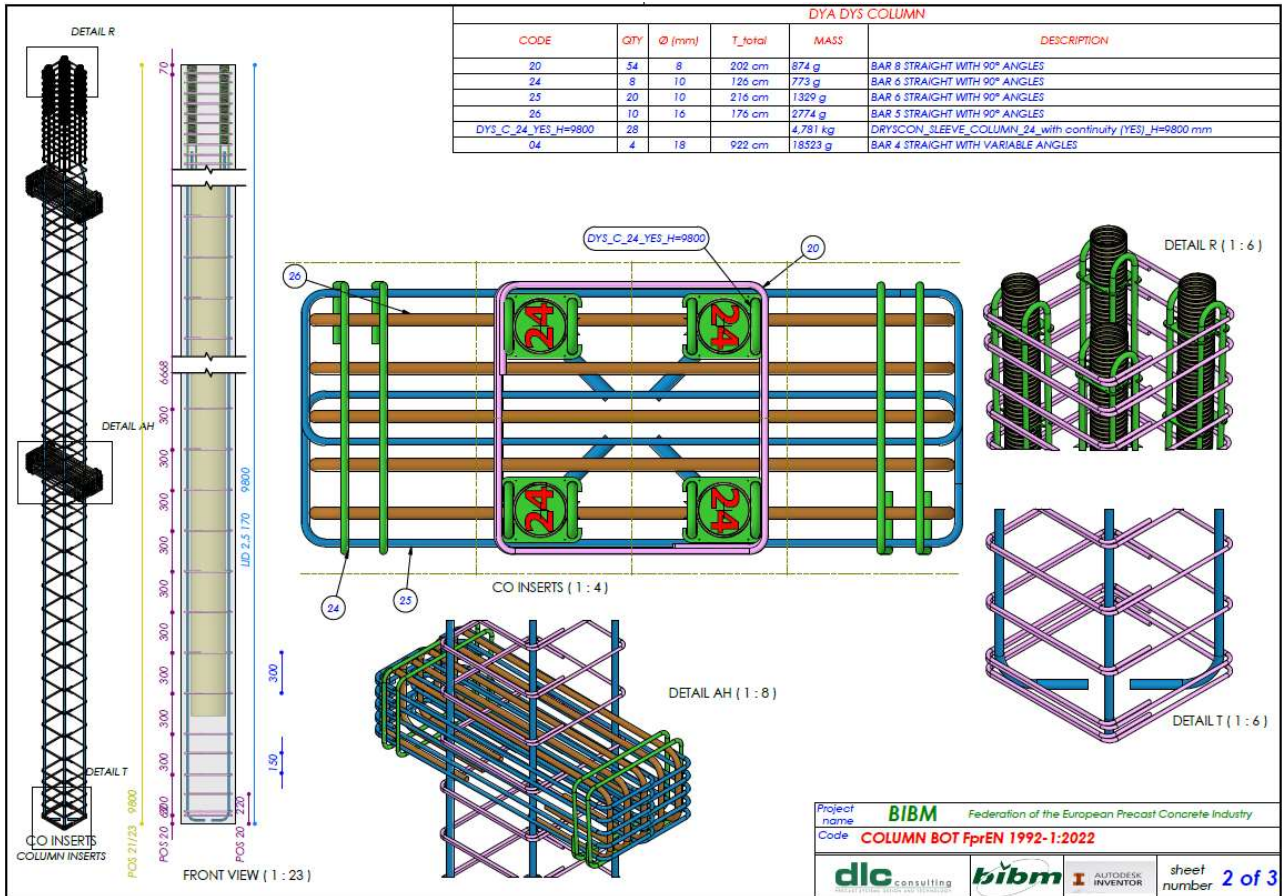 DYA DYS COLUMN
CODE QTY Ø (mm) T_total MASS DESCRIPTION
20 54 8 202 cm 874 g BAR 8 STRAIGHT WITH 90° ANGLES
24 8 10 126 cm 773 g BAR 6 STRAIGHT WITH 90° ANGLES
25 20 10 216 cm 1329 g BAR 6 STRAIGHT WITH 90° ANGLES
26 10 16 176 cm 2774 g BAR 5 STRAIGHT WITH 90° ANGLES
DYS_C_24_YES_H=9800 28 4,781 kg DRYSCON_SLEEVE_COLUMN_24_with continuity (YES)_H=9800 mm
04 4 18 922 cm 18523 g BAR 4 STRAIGHT WITH VARIABLE ANGLES
DETAIL R
DETAIL AH
DETAIL T
CO INSERTS
COLUMN INSERTS
POS 21/23 9800
70
6668
300
300
300
300
300
300
300
300
300
300
POS 20
220
POS 20
LID 2,5 170 9800
300
150
FRONT VIEW ( 1 : 23 )
DYS_C_24_YES_H=9800
20
26
24
24
24
24
24
25
CO INSERTS ( 1 : 4 )
DETAIL R ( 1 : 6 )
DETAIL AH ( 1 : 8 )
DETAIL T ( 1 : 6 )
Project name BIBM Federation of the European Precast Concrete Industry
Code COLUMN BOT FprEN 1992-1:2022
dlc consulting
bibm
I AUTODESK INVENTOR
sheet number 2 of 3